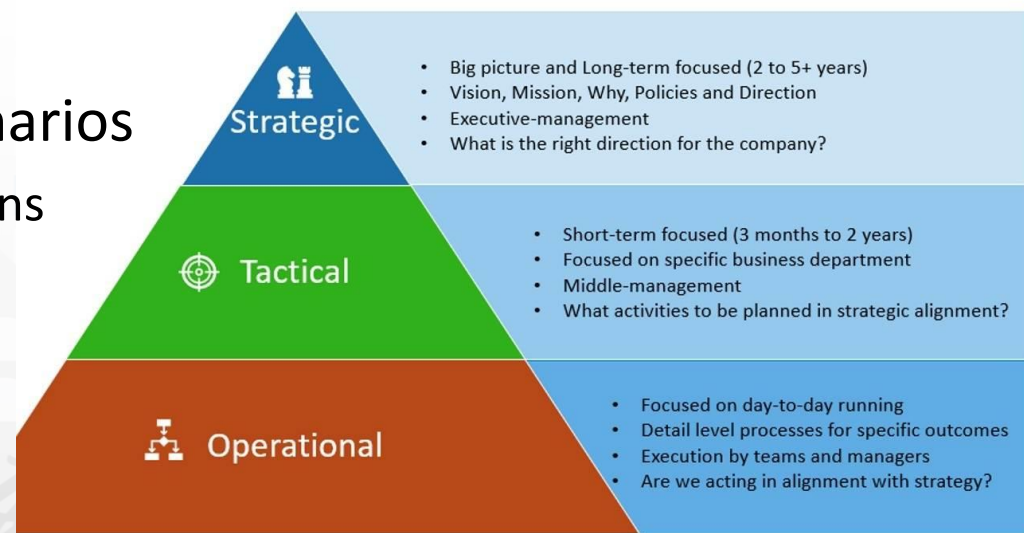 narios
ns
Strategic
• Big picture and Long-term focused (2 to 5+ years)
• Vision, Mission, Why, Policies and Direction
• Executive-management
• What is the right direction for the company?
Tactical
• Short-term focused (3 months to 2 years)
• Focused on specific business department
• Middle-management
• What activities to be planned in strategic alignment?
Operational
• Focused on day-to-day running
• Detail level processes for specific outcomes
• Execution by teams and managers
• Are we acting in alignment with strategy?